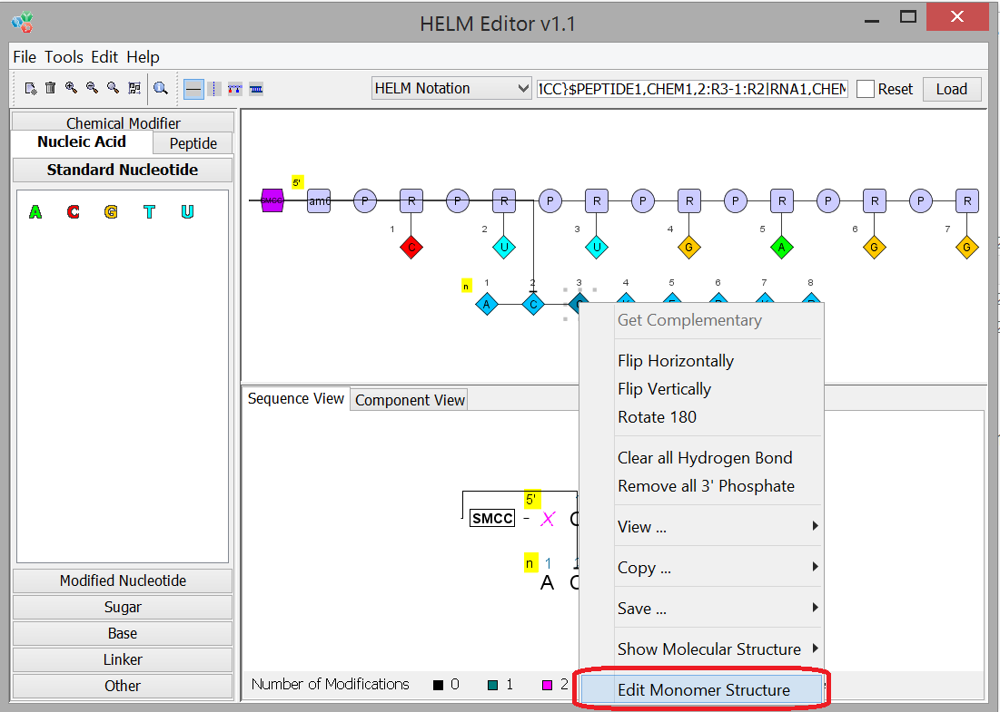 HELM Editor v1.1
File Tools Edit Help
HELM Notation
CC}$PEPTIDE1,CHEM1,2:R3-1:R2|RNA1,CHEM
Reset
Load
Chemical Modifier
Nucleic Acid
Peptide
Standard Nucleotide
A C G T U
Modified Nucleotide
Sugar
Base
Linker
Other
5'
SMCC am6 P R P R P R P R P R P R P R
1 2 3 4 5 6 7
C U U G A G G
n 1 2 3 4 5 6 7 8
A C
Sequence View
Component View
5'
SMCC - X
n 1
A
Number of Modifications 0 1 2
Get Complementary
Flip Horizontally
Flip Vertically
Rotate 180
Clear all Hydrogen Bond
Remove all 3' Phosphate
View ...
Copy ...
Save ...
Show Molecular Structure
Edit Monomer Structure